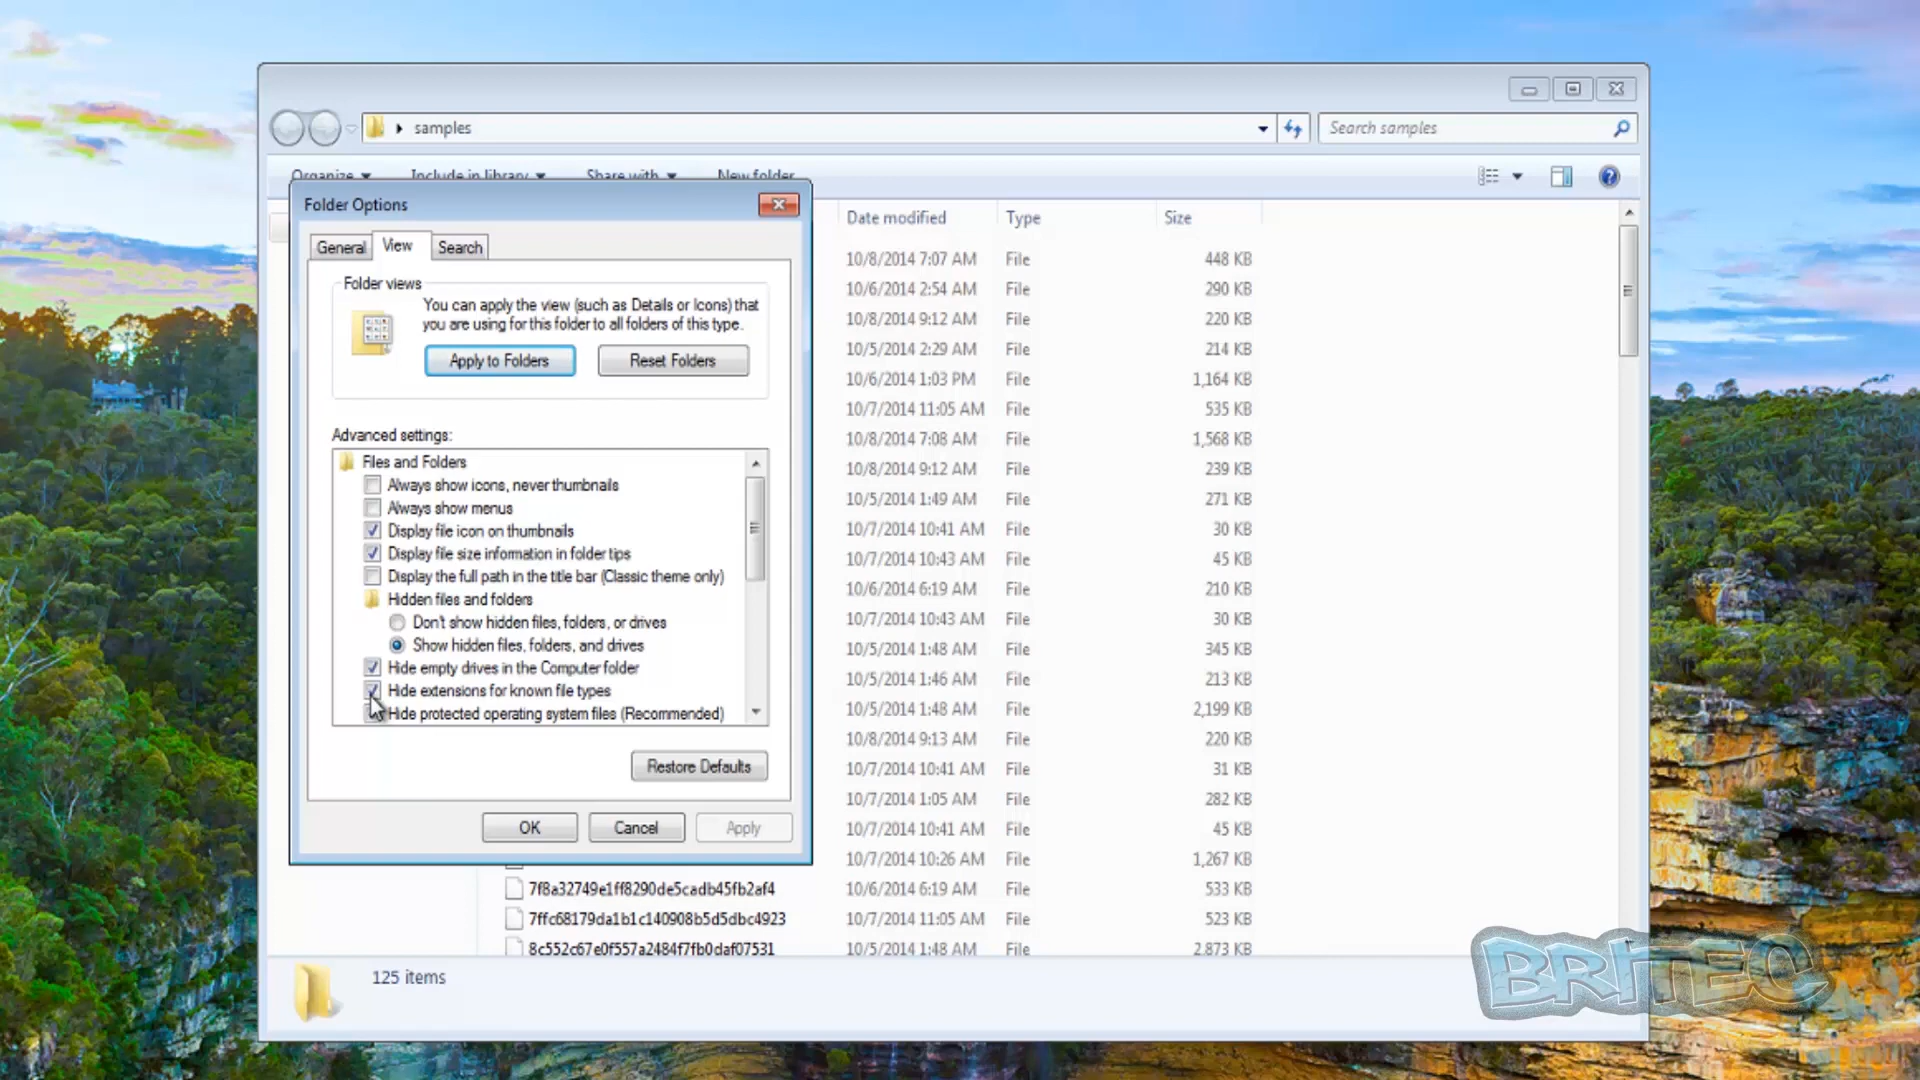 samples
Search samples
Organize
Include in library
Share with
New folder
Folder Options
General
View
Search
Folder views
You can apply the view (such as Details or Icons) that
you are using for this folder to all folders of this type.
Apply to Folders
Reset Folders
Advanced settings:
Files and Folders
Always show icons, never thumbnails
Always show menus
Display file icon on thumbnails
Display file size information in folder tips
Display the full path in the title bar (Classic theme only)
Hidden files and folders
Don't show hidden files, folders, or drives
Show hidden files, folders, and drives
Hide empty drives in the Computer folder
Hide extensions for known file types
Hide protected operating system files (Recommended)
Restore Defaults
OK
Cancel
Apply
Date modified Type Size
10/8/2014 7:07 AM File 448 KB
10/6/2014 2:54 AM File 290 KB
10/8/2014 9:12 AM File 220 KB
10/5/2014 2:29 AM File 214 KB
10/6/2014 1:03 PM File 1,164 KB
10/7/2014 11:05 AM File 535 KB
10/8/2014 7:08 AM File 1,568 KB
10/8/2014 9:12 AM File 239 KB
10/5/2014 1:49 AM File 271 KB
10/7/2014 10:41 AM File 30 KB
10/7/2014 10:43 AM File 45 KB
10/6/2014 6:19 AM File 210 KB
10/7/2014 10:43 AM File 30 KB
10/5/2014 1:48 AM File 345 KB
10/5/2014 1:46 AM File 213 KB
10/5/2014 1:48 AM File 2,199 KB
10/8/2014 9:13 AM File 220 KB
10/7/2014 10:41 AM File 31 KB
10/7/2014 1:05 AM File 282 KB
10/7/2014 10:41 AM File 45 KB
10/7/2014 10:26 AM File 1,267 KB
7f8a32749e1ff8290de5cadb45fb2af4 10/6/2014 6:19 AM File 533 KB
7ffc68179da1b1c140908b5d5dbc4923 10/7/2014 11:05 AM File 523 KB
8c552c67e0f557a2484f7fb0daf07531 10/5/2014 1:48 AM File 2,873 KB
125 items
BRITEC